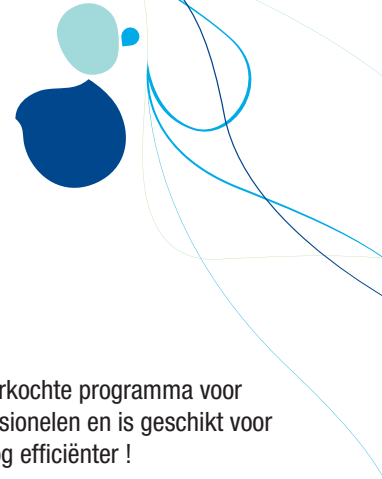 rkochte programma voor
sionelen en is geschikt voor
g efficiënter !